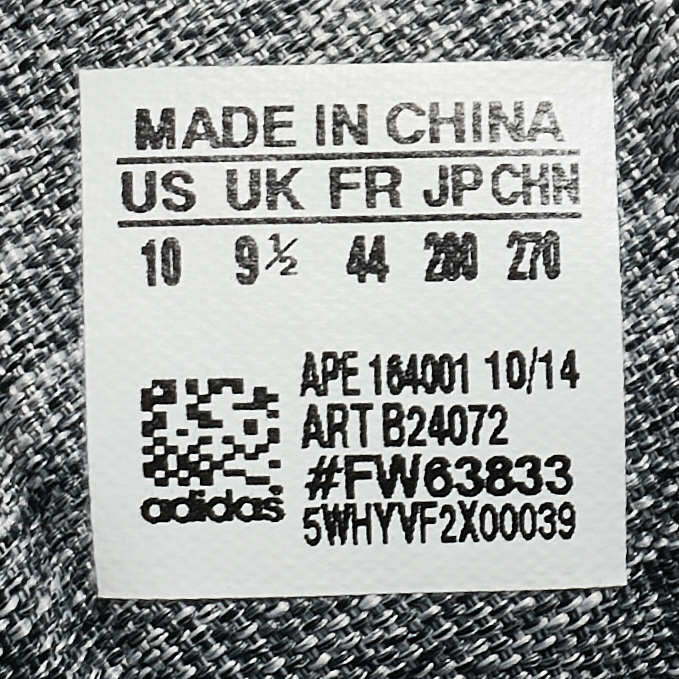 MADE IN CHINA
US UK FR JP CHN
10 9½ 44 280 270
APE 164001 10/14
ART B24072
#FW63833
5WHYVF2X00039
adidas